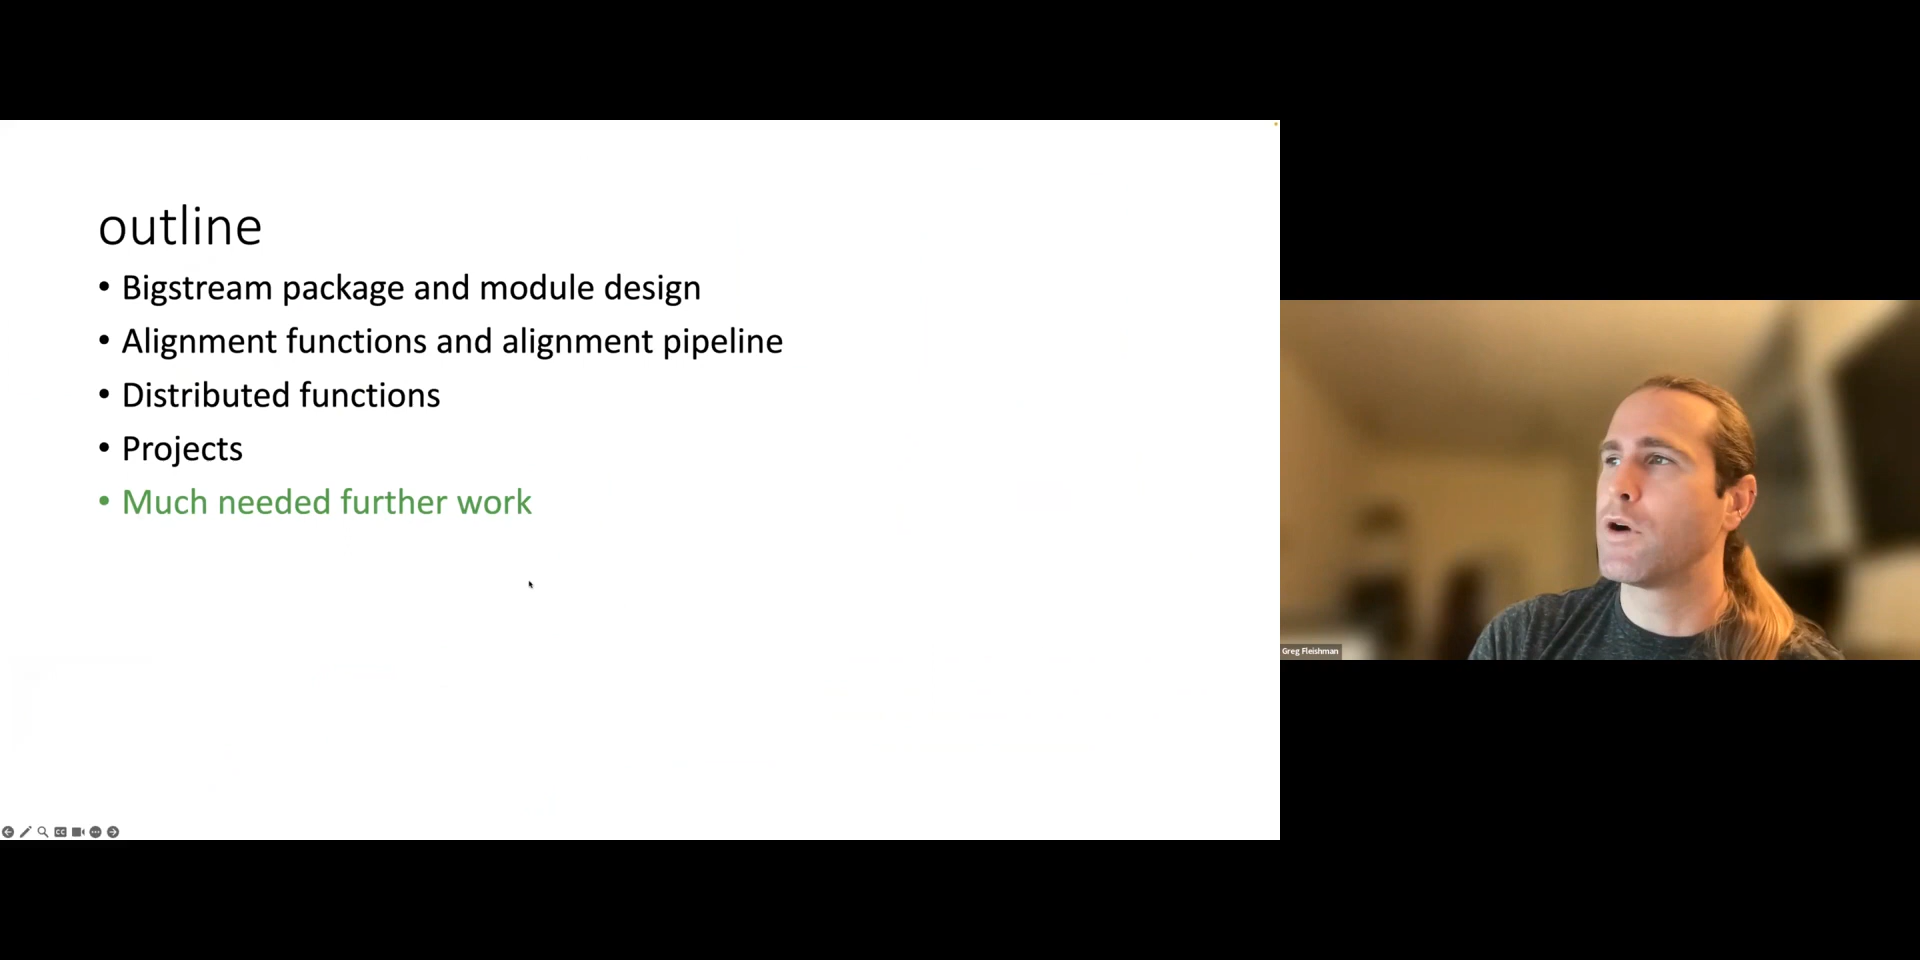 outline
• Bigstream package and module design
• Alignment functions and alignment pipeline
• Distributed functions
• Projects
• Much needed further work
Greg Fleishman
CC